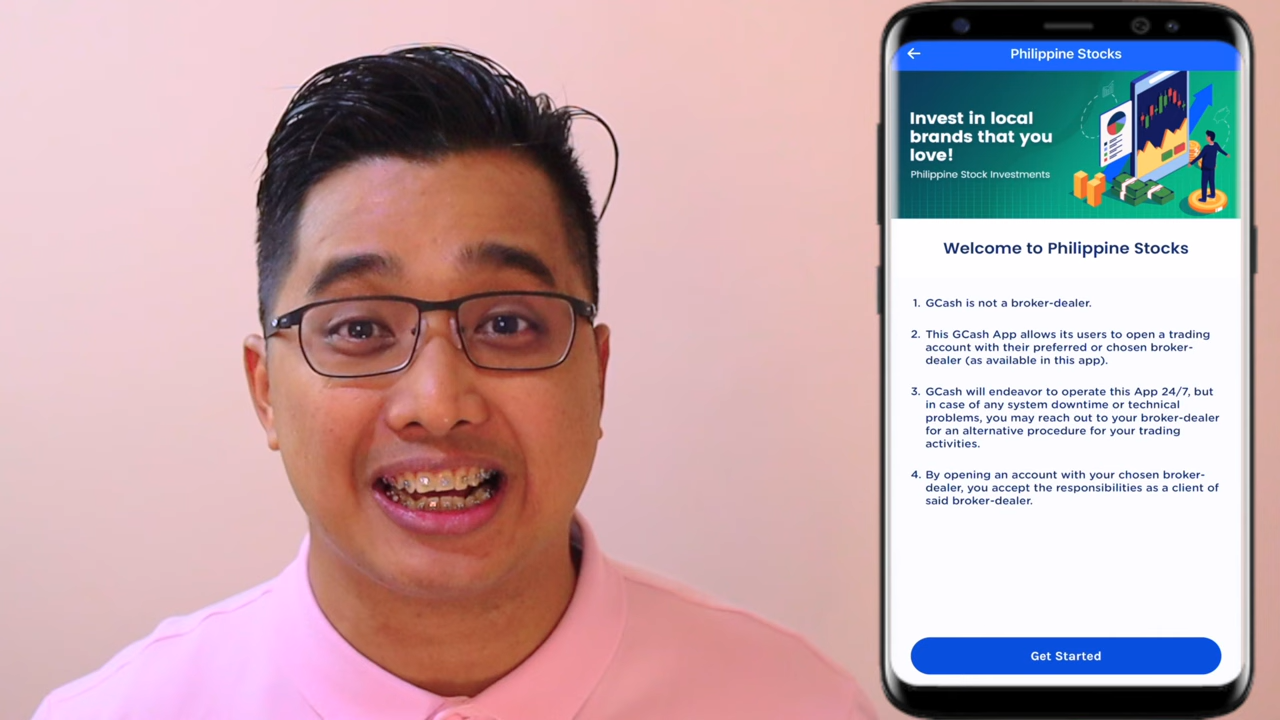 Philippine Stocks
Invest in local
brands that you
love!
Philippine Stock Investments
Welcome to Philippine Stocks
1. GCash is not a broker-dealer.
2. This GCash App allows its users to open a trading
account with their preferred or chosen broker-
dealer (as available in this app).
3. GCash will endeavor to operate this App 24/7, but
in case of any system downtime or technical
problems, you may reach out to your broker-dealer
for an alternative procedure for your trading
activities.
4. By opening an account with your chosen broker-
dealer, you accept the responsibilities as a client of
said broker-dealer.
Get Started